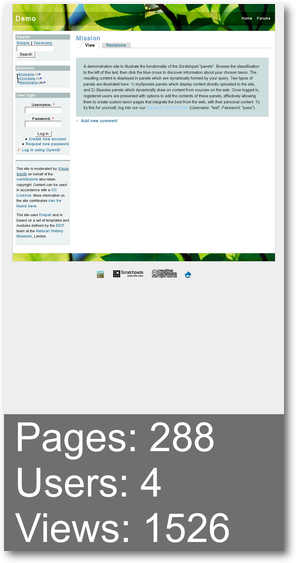 Demo
Home Forums
Search
Simple | Taxonomy
Search
User login
Username: *
Password: *
Log in
Create new account
Request new password
Log in using OpenID
This site is moderated by Vince
Smith on behalf of the
contributors who retain
copyright. Content can be used
in accordance with a CC
Licence. More information on
the site contributors can be
found here.
This site uses Drupal and is
based on a set of templates and
modules defined by the EDIT
team at the Natural History
Museum, London
Mission
View Revisions
A demonstration site to illustrate the functionality of the Scratchpad "panels". Browse the classification
to the left of this text, then click the blue zones to discover information about your chosen taxon. The
resulting content is displayed in panels which are dynamically formed by your query. Two types of
panels are illustrated here: 1) mySpecies panels which display content directly uploaded to the site,
and 2) iSpecies panels which dynamically draw on content from sources on the web. Once logged in,
registered users are presented with options to edit the contents of these panels, effectively allowing
them to create custom taxon pages that integrate the best from the web, with their personal content. To
try this for yourself, log into our (Username: "test", Password: "pass").
Add new comment
Scratchpads
creative
commons
Pages: 288
Users: 4
Views: 1526